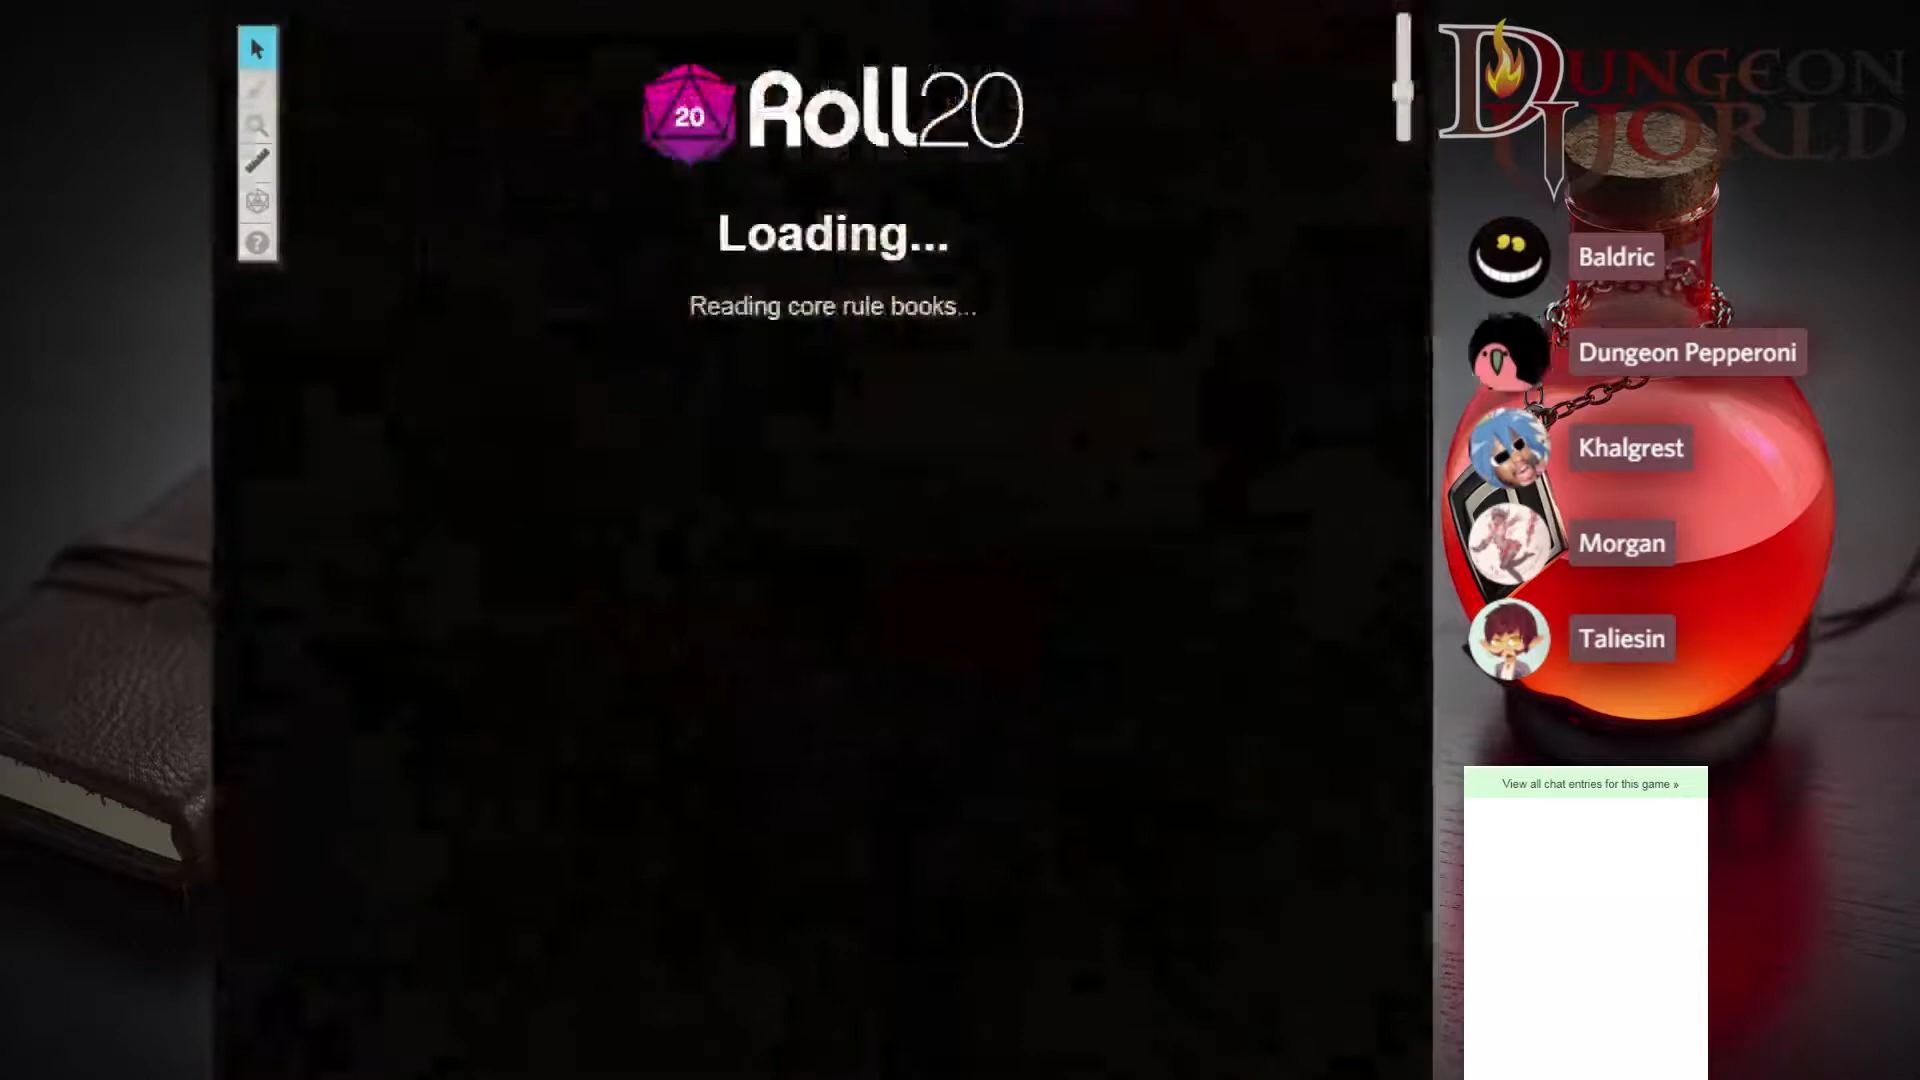 20
Roll20
Loading...
Reading core rule books...
DUNGEON
WORLD
Baldric
Dungeon Pepperoni
Khalgrest
Morgan
Taliesin
View all chat entries for this game »